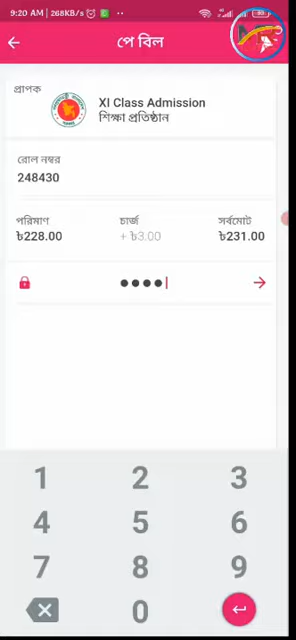 9:20 AM | 268KB/s
পে বিল
প্রাপক
XI Class Admission
শিক্ষা প্রতিষ্ঠান
রোল নম্বর
248430
পরিমাণ চার্জ সর্বমোট
৳228.00 + ৳3.00 ৳231.00
1 2 3
4 5 6
7 8 9
0